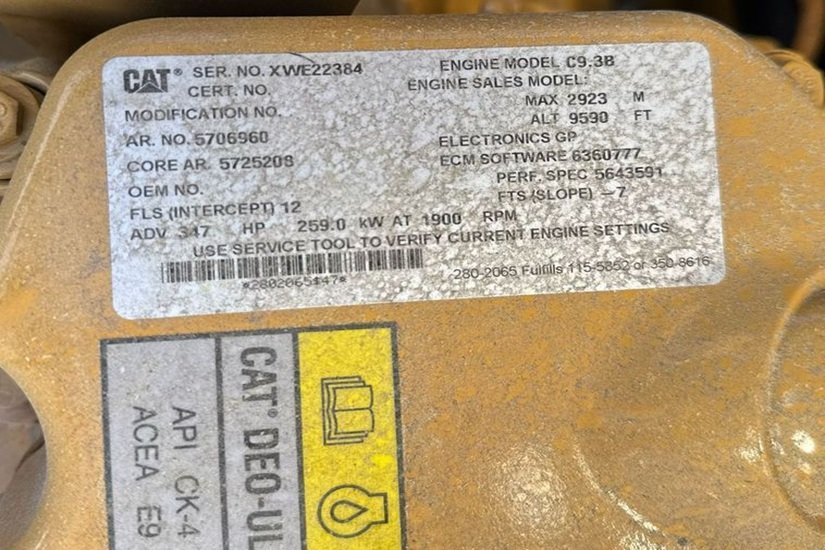 CAT® SER. NO. XWE22384 ENGINE MODEL C9.3B
CERT. NO. ENGINE SALES MODEL:
MODIFICATION NO. MAX 2923 M
ALT 9590 FT
AR. NO. 5706960 ELECTRONICS GP
CORE AR. 5725208 ECM SOFTWARE 6360777
PERF. SPEC 5643591
OEM NO. FTS (SLOPE) -7
FLS (INTERCEPT) 12
ADV 347 HP 259.0 kW AT 1900 RPM
USE SERVICE TOOL TO VERIFY CURRENT ENGINE SETTINGS
*2802065$47*
280-2065 Fulfills 115-5852 or 350-8616
CAT® DEO-UL
API CK-4
ACEA E9